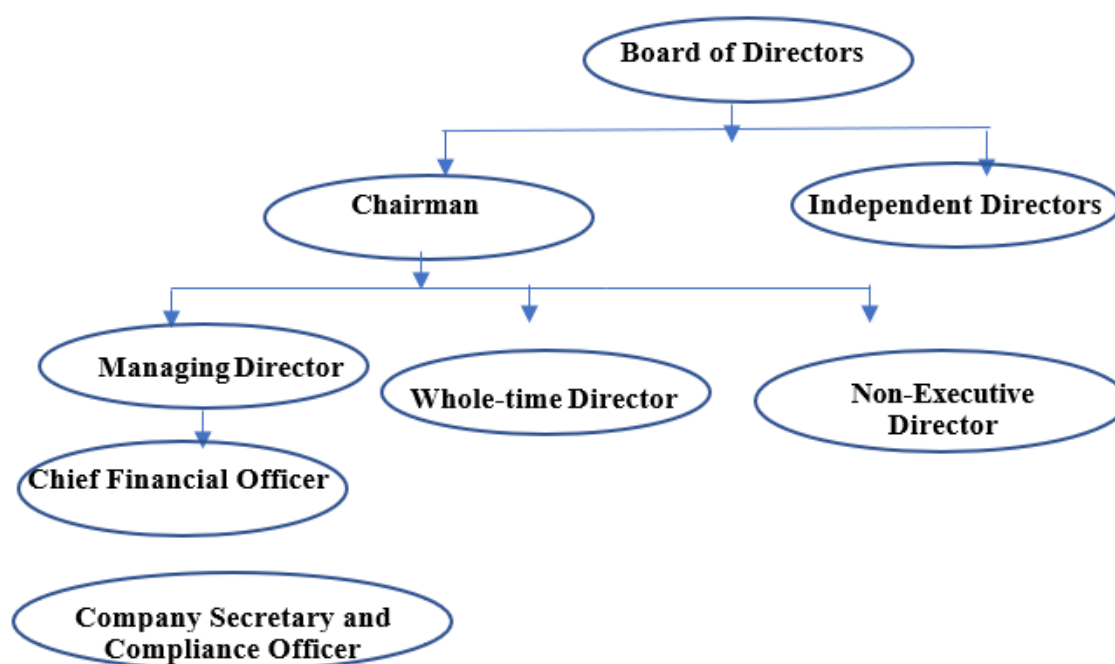 Board of Directors
Chairman
Independent Directors
Managing Director
Whole-time Director
Non-Executive
Director
Chief Financial Officer
Company Secretary and
Compliance Officer